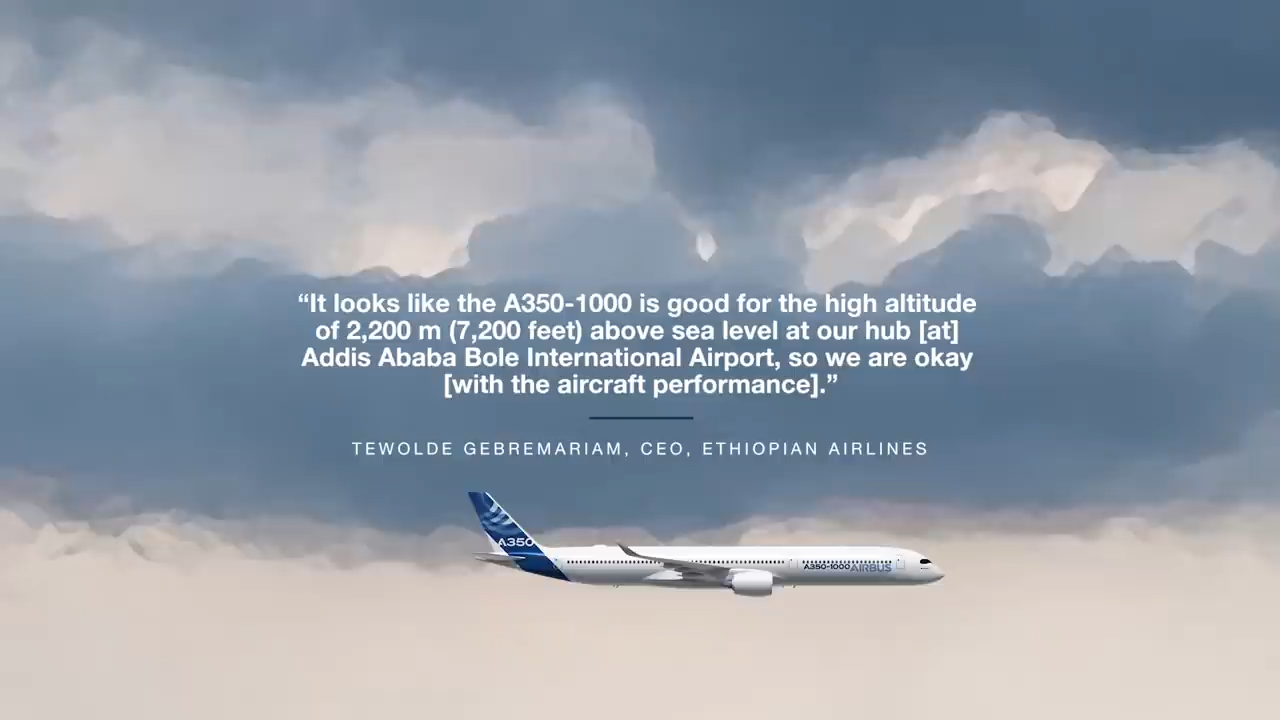 “It looks like the A350-1000 is good for the high altitude
of 2,200 m (7,200 feet) above sea level at our hub [at]
Addis Ababa Bole International Airport, so we are okay
[with the aircraft performance].”
TEWOLDE GEBREMARIAM, CEO, ETHIOPIAN AIRLINES
A350
A350-1000 AIRBUS